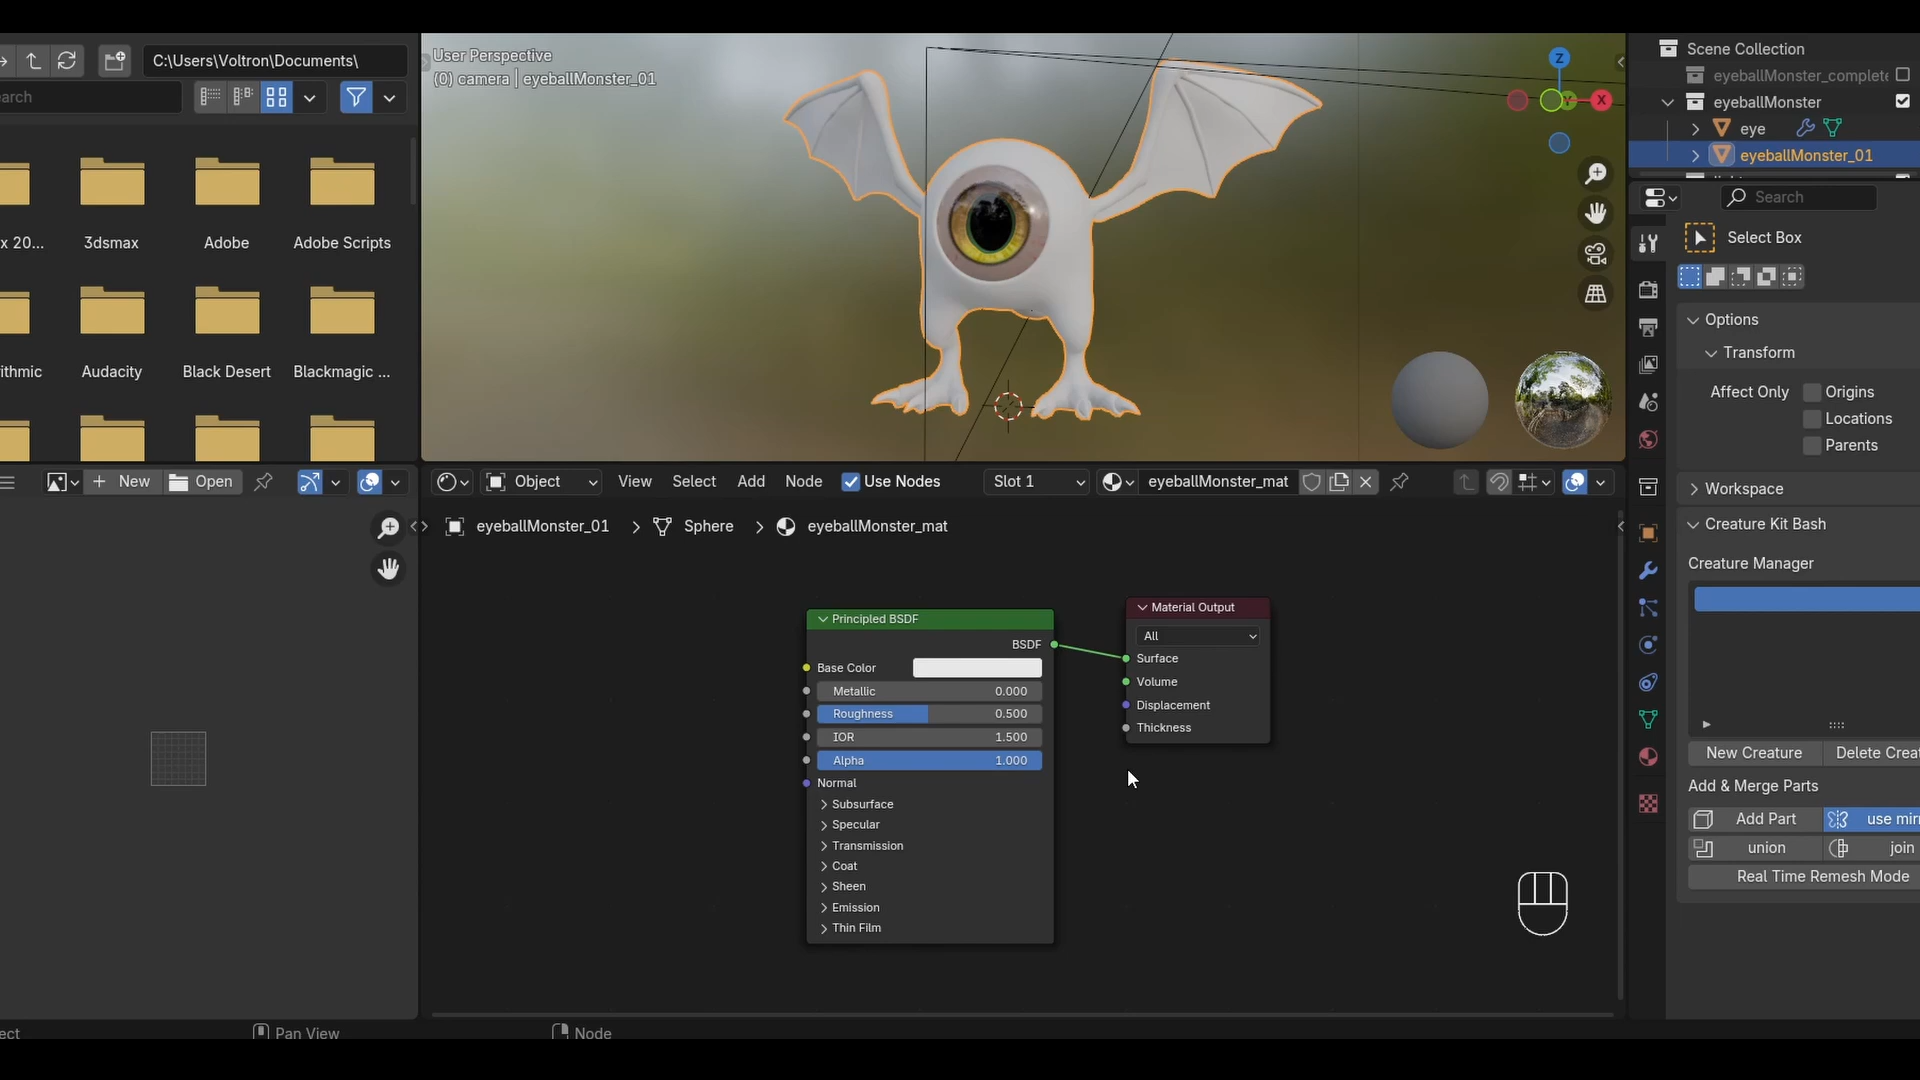 C:\Users\Voltron\Documents\
earch
x 20...
3dsmax
Adobe
Adobe Scripts
ithmic
Audacity
Black Desert
Blackmagic ...
User Perspective
(0) camera | eyeballMonster_01
Z
Y
X
Scene Collection
eyeballMonster_complete
eyeballMonster
eye
eyeballMonster_01
Search
Select Box
Options
Transform
Affect Only
Origins
Locations
Parents
Workspace
Creature Kit Bash
Creature Manager
New Creature
Delete Creat
Add & Merge Parts
Add Part
use mirr
union
join
Real Time Remesh Mode
New
Open
Object
View
Select
Add
Node
Use Nodes
Slot 1
eyeballMonster_mat
eyeballMonster_01
Sphere
eyeballMonster_mat
Principled BSDF
BSDF
Base Color
Metallic 0.000
Roughness 0.500
IOR 1.500
Alpha 1.000
Normal
Subsurface
Specular
Transmission
Coat
Sheen
Emission
Thin Film
Material Output
All
Surface
Volume
Displacement
Thickness
ect
Pan View
Node